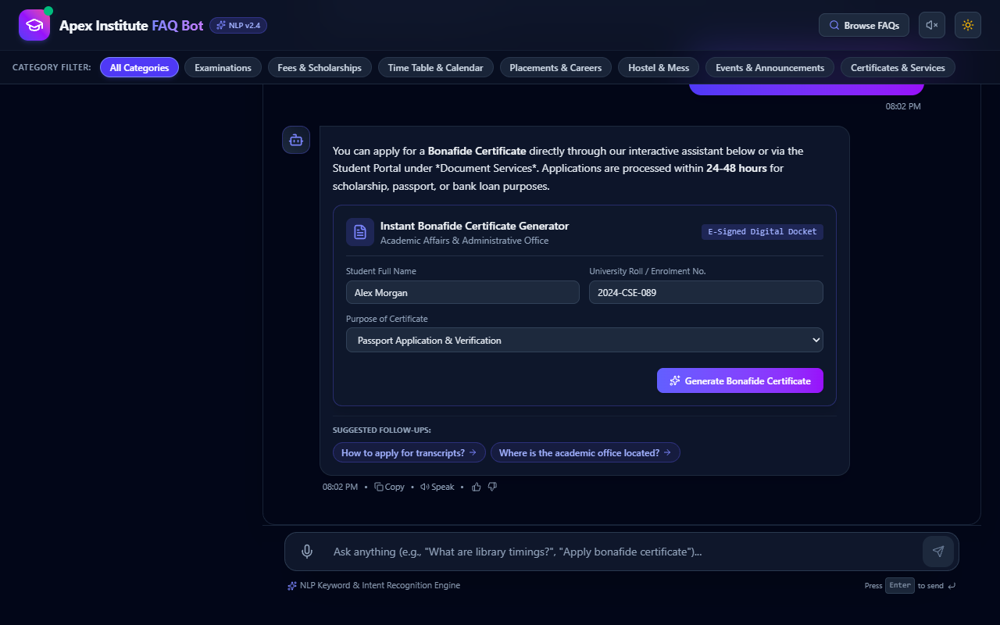 Apex Institute FAQ Bot NLP v2.4 Browse FAQs
CATEGORY FILTER: All Categories Examinations Fees & Scholarships Time Table & Calendar Placements & Careers Hostel & Mess Events & Announcements Certificates & Services
08:02 PM
You can apply for a Bonafide Certificate directly through our interactive assistant below or via the
Student Portal under *Document Services*. Applications are processed within 24-48 hours for
scholarship, passport, or bank loan purposes.
Instant Bonafide Certificate Generator
Academic Affairs & Administrative Office
E-Signed Digital Docket
Student Full Name University Roll / Enrolment No.
Alex Morgan 2024-CSE-089
Purpose of Certificate
Passport Application & Verification
Generate Bonafide Certificate
SUGGESTED FOLLOW-UPS:
How to apply for transcripts? → Where is the academic office located? →
08:02 PM • Copy • Speak •
Ask anything (e.g., "What are library timings?", "Apply bonafide certificate")...
NLP Keyword & Intent Recognition Engine Press Enter to send